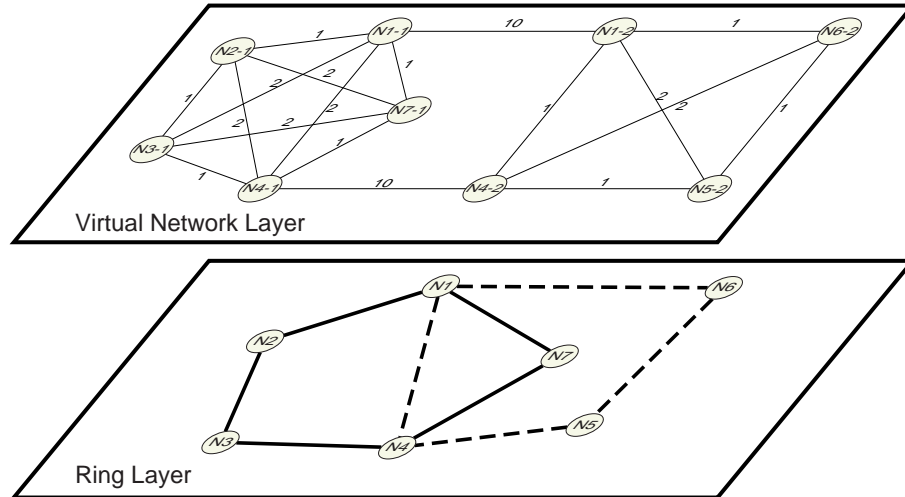 N1-1
10
N1-2
1
N6-2
N2-1
1
2
2
1
1
N7-1
1
2
2
1
2
2
1
N3-1
2
2
1
1
N4-1
10
N4-2
1
N5-2
Virtual Network Layer
N1
N6
N2
N7
N3
N4
N5
Ring Layer